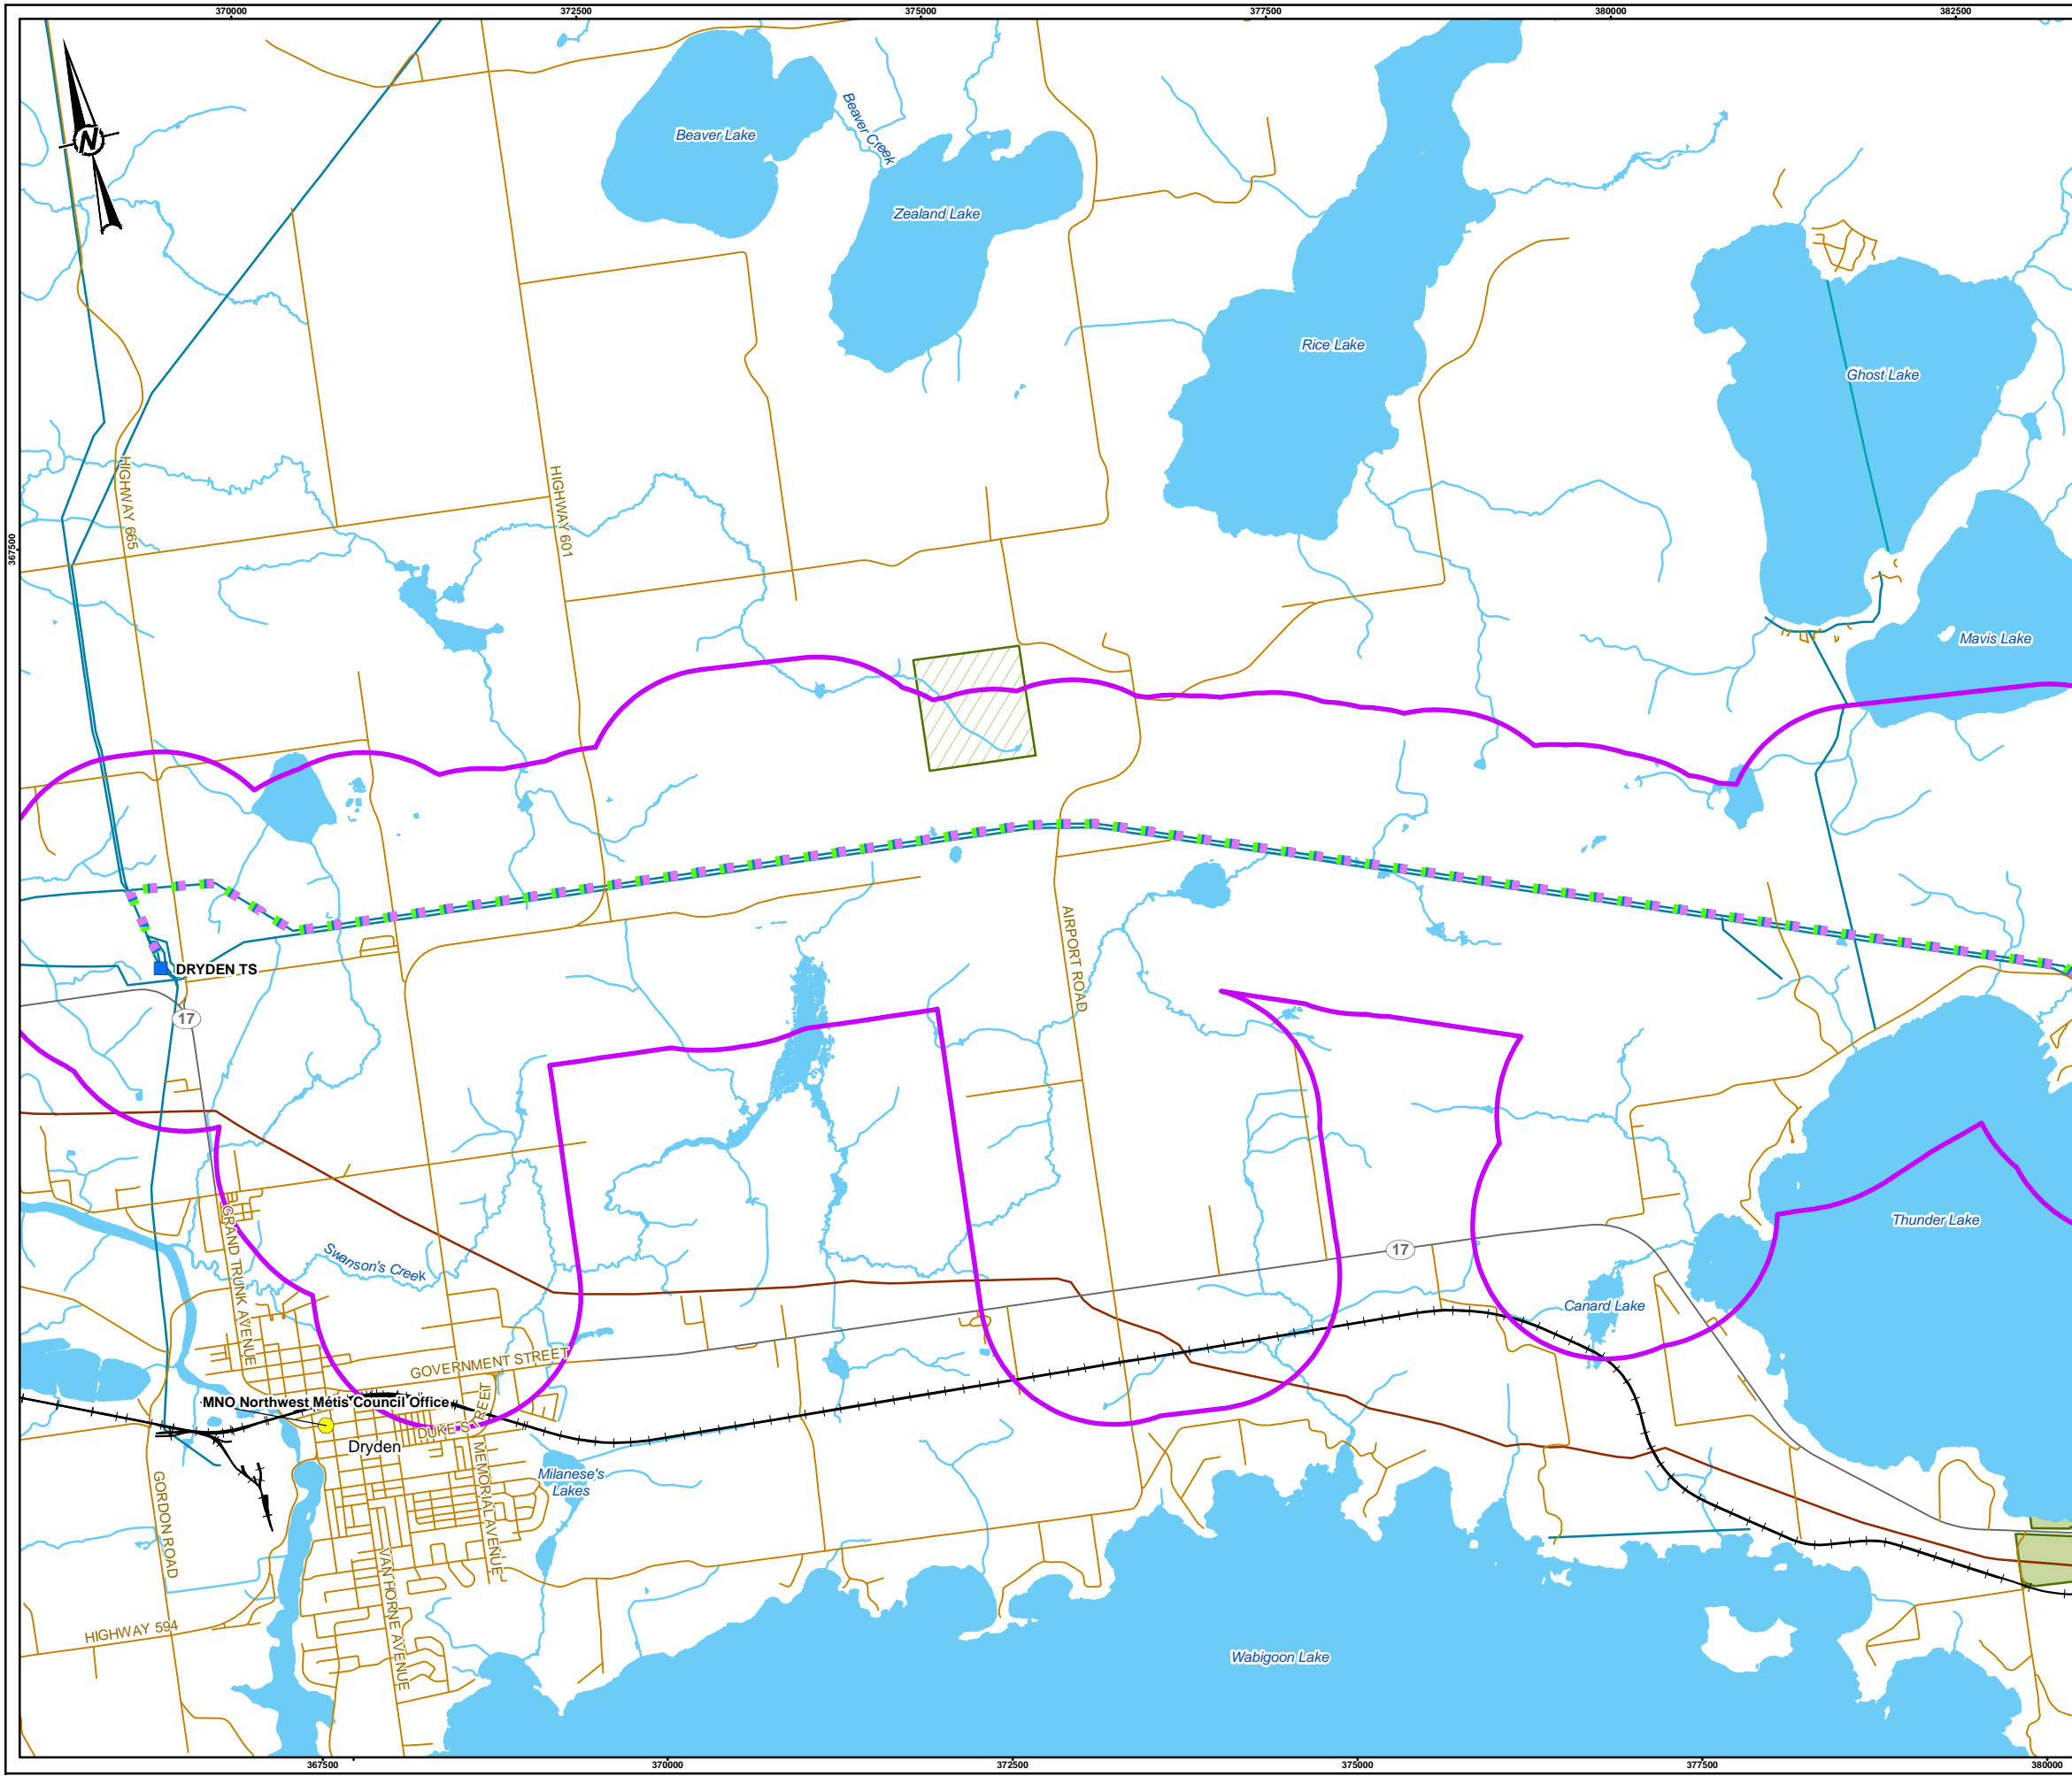 370000 372500 375000 377500 380000 382500
N
Beaver Lake
Beaver Creek
Zealand Lake
Rice Lake
Ghost Lake
HIGHWAY 665
HIGHWAY 601
367500
Mavis Lake
DRYDEN TS
AIRPORT ROAD
17
GRAND TRUNK AVENUE
Swanson's Creek
17
Thunder Lake
Canard Lake
GOVERNMENT STREET
MNO Northwest Métis Council Office
DUKE STREET
Dryden
MEMORIAL AVENUE
Milanese's
Lakes
GORDON ROAD
VAN HORNE AVENUE
HIGHWAY 594
Wabigoon Lake
367500 370000 372500 375000 377500 380000